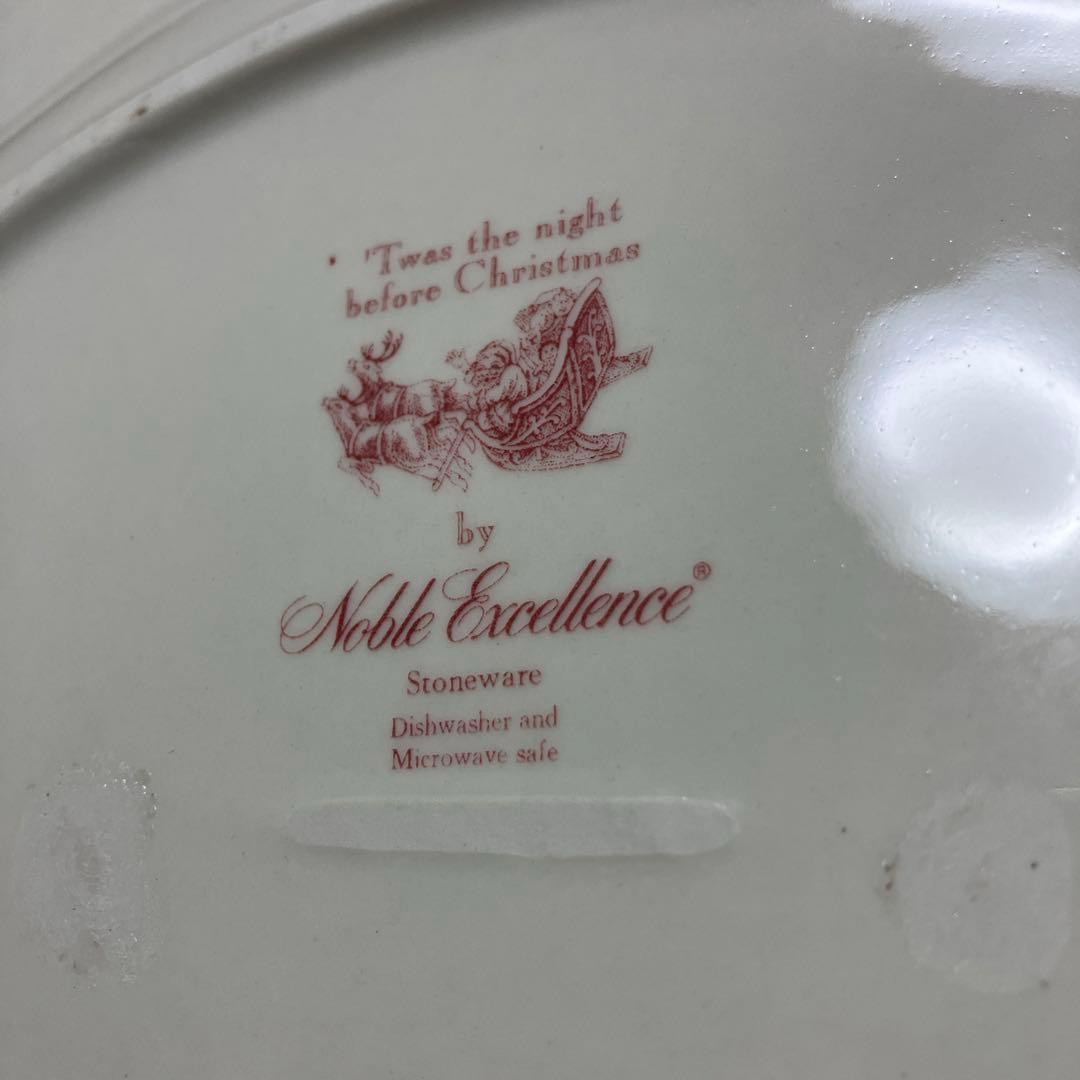 'Twas the night
before Christmas
by
Noble Excellence®
Stoneware
Dishwasher and
Microwave safe